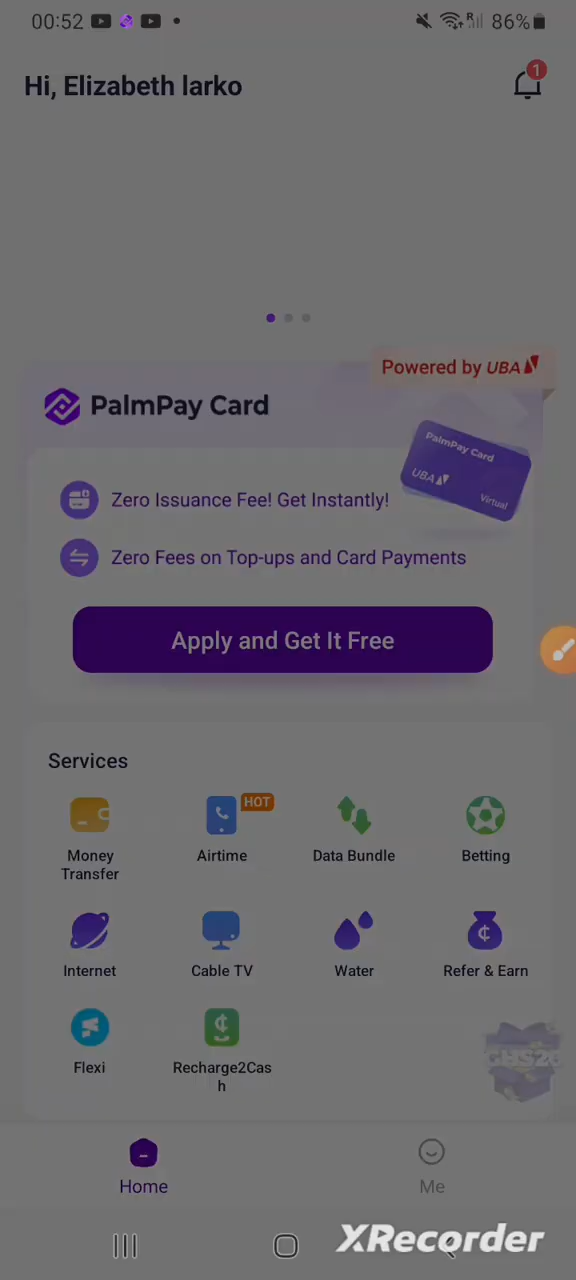 00:52
R
86%
Hi, Elizabeth larko
1
Powered by UBA
PalmPay Card
PalmPay Card
UBA
Virtual
Zero Issuance Fee! Get Instantly!
Zero Fees on Top-ups and Card Payments
Apply and Get It Free
Services
HOT
Money
Transfer
Airtime
Data Bundle
Betting
Internet
Cable TV
Water
Refer & Earn
Flexi
Recharge2Cas
h
GHS20
Home
Me
XRecorder